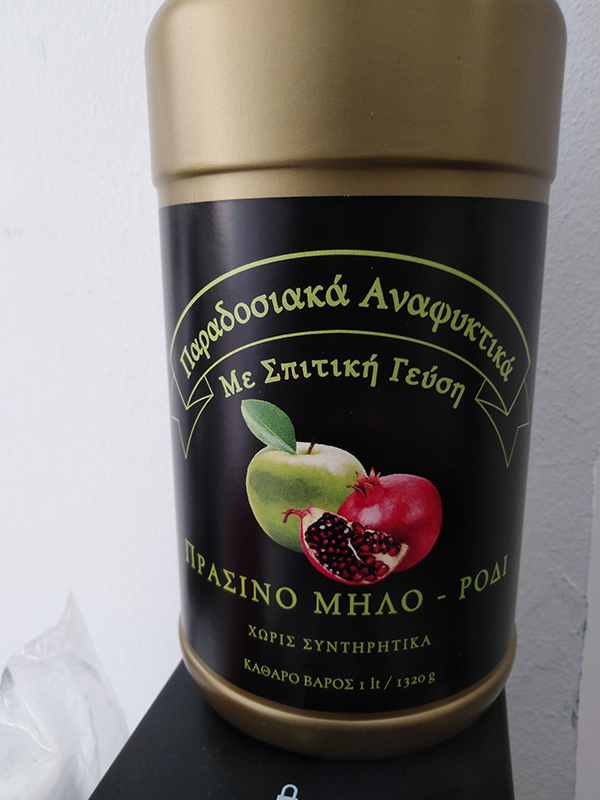 Παραδοσιακά Αναψυκτικά
Με Σπιτική Γεύση
ΠΡΑΣΙΝΟ ΜΗΛΟ - ΡΟΔΙ
ΧΩΡΙΣ ΣΥΝΤΗΡΗΤΙΚΑ
ΚΑΘΑΡΟ ΒΑΡΟΣ 1 lt / 1320 g